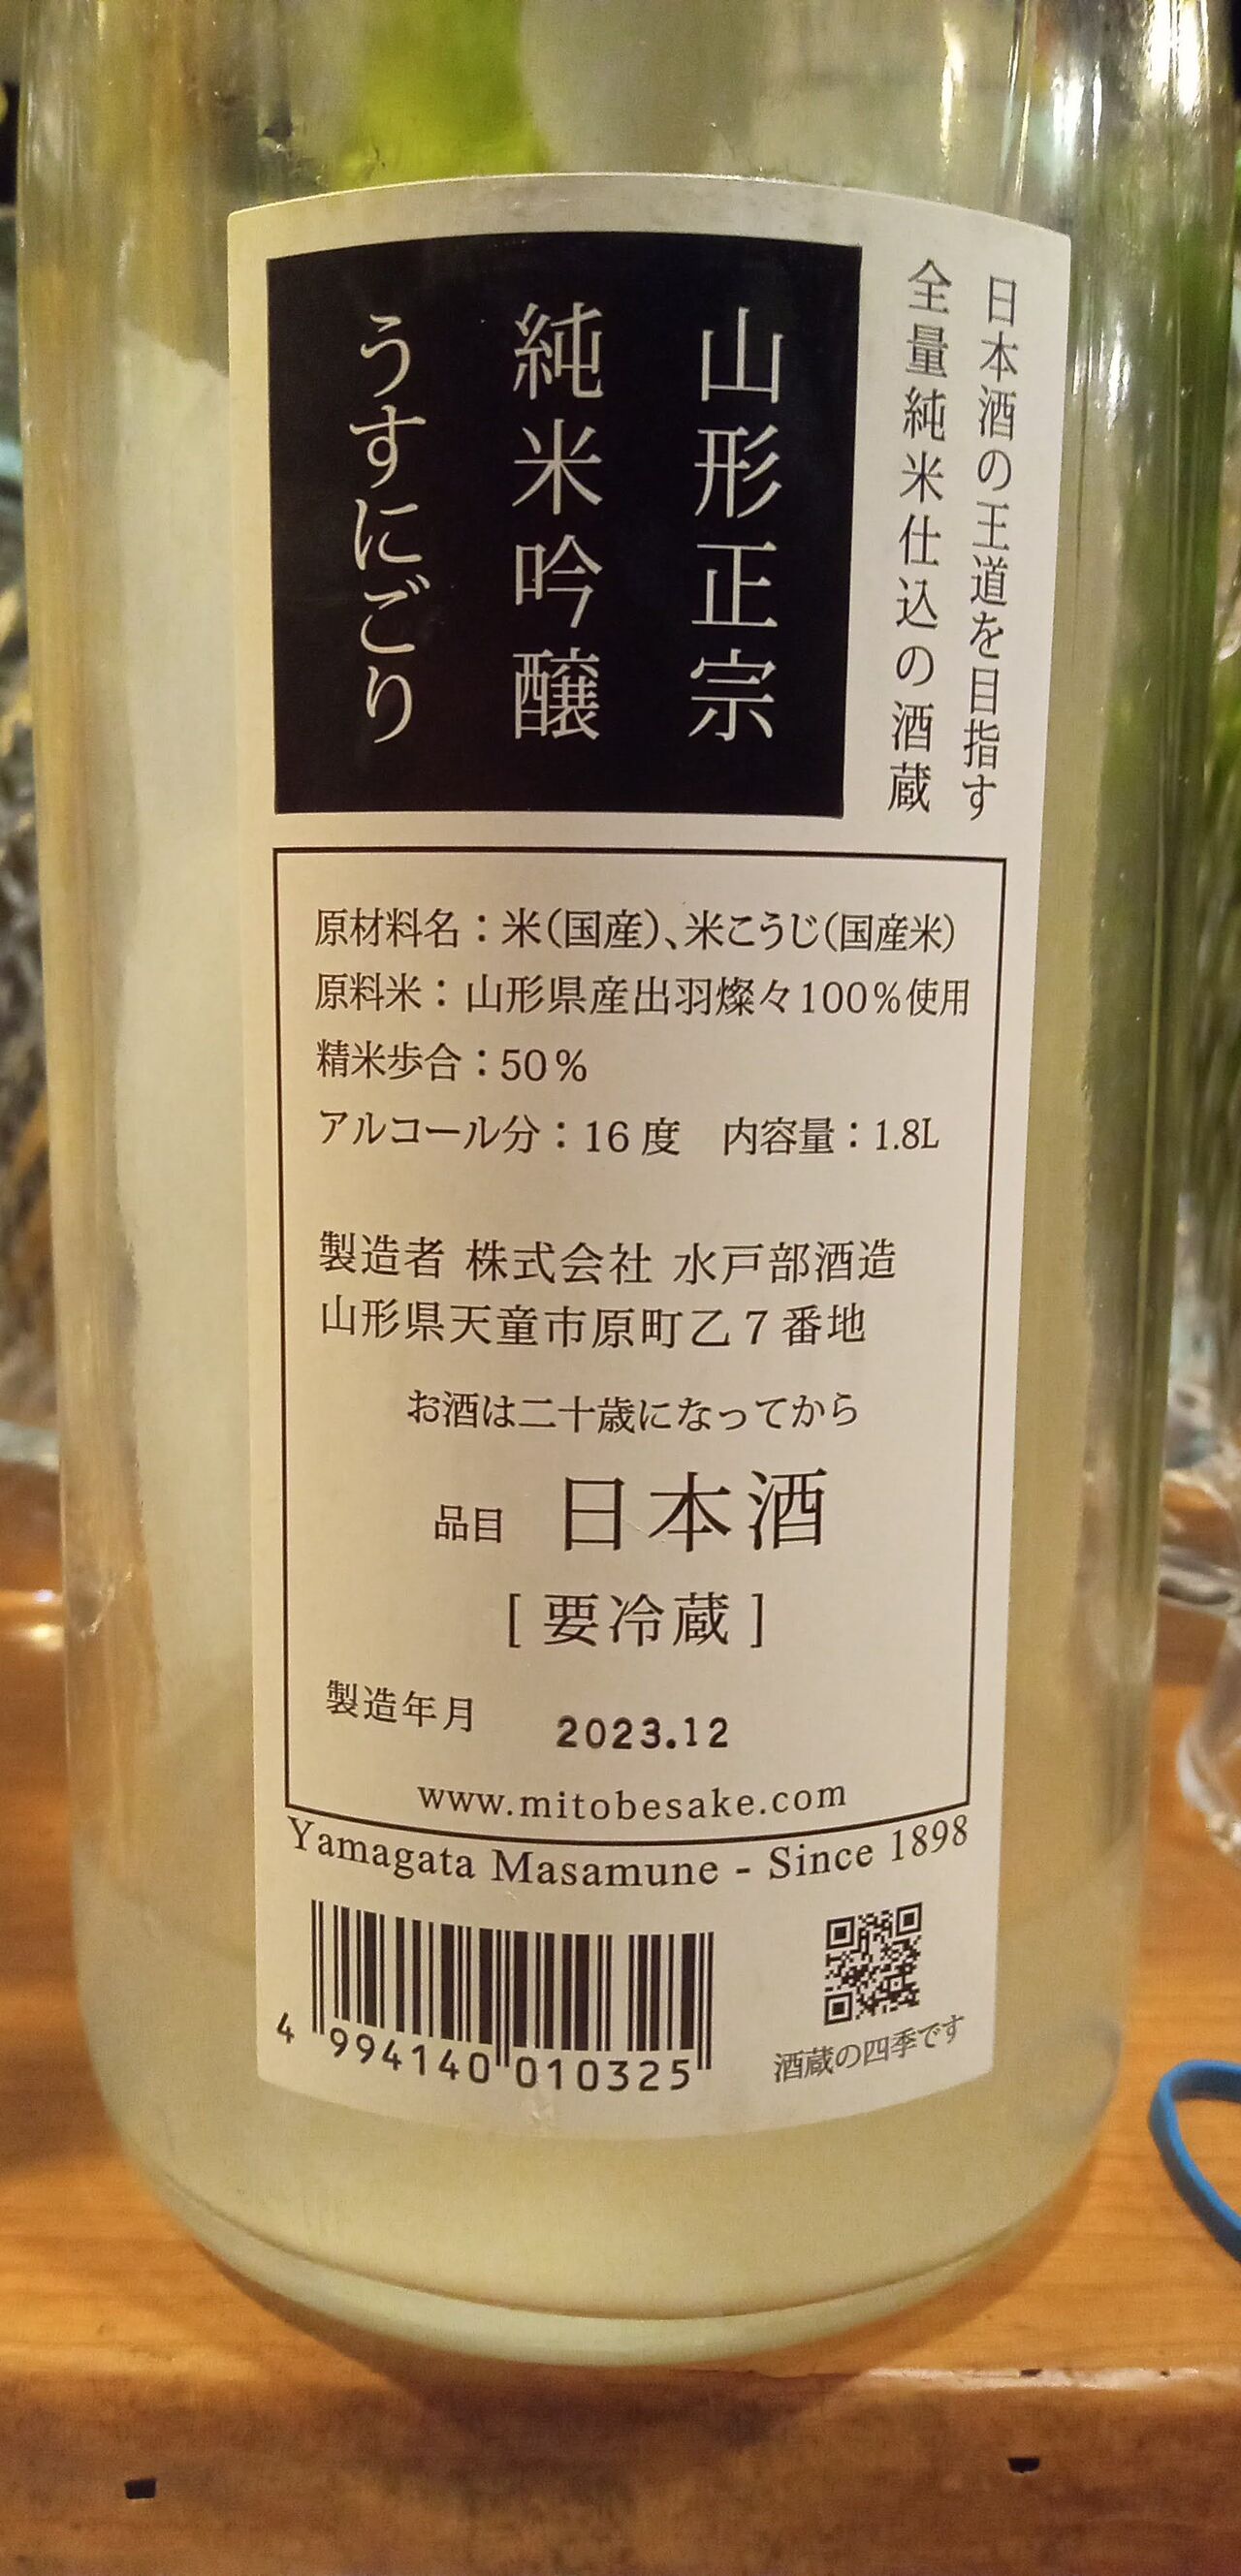 日本酒の王道を目指す
全量純米仕込の酒蔵
山形正宗
純米吟醸
うすにごり
原材料名：米（国産）、米こうじ（国産米）
原料米：山形県産出羽燦々100%使用
精米歩合：50%
アルコール分：16度　内容量：1.8L
製造者 株式会社 水戸部酒造
山形県天童市原町乙7番地
お酒は二十歳になってから
品目 日本酒
[要冷蔵]
製造年月 2023.12
www.mitobesake.com
Yamagata Masamune - Since 1898
4 994140 010325
酒蔵の四季です